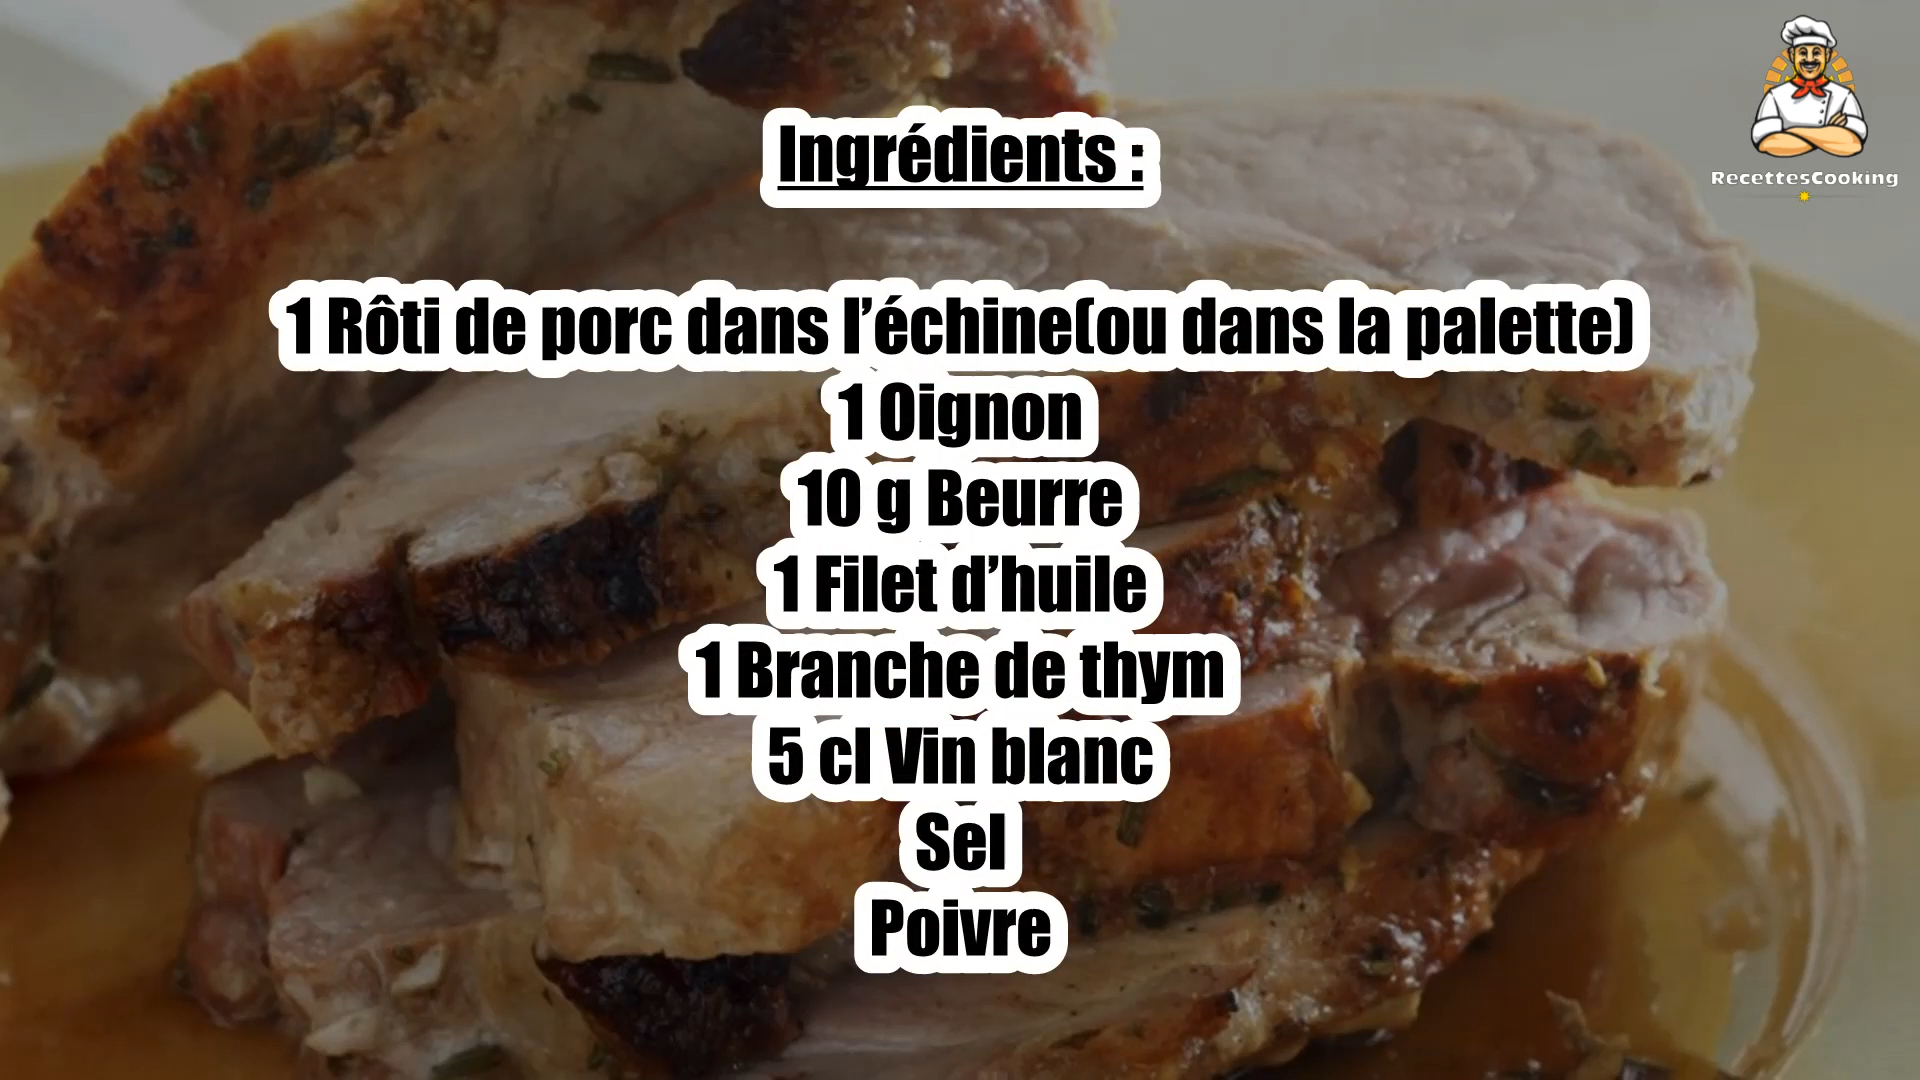 RecettesCooking
Ingrédients :
1 Rôti de porc dans l’échine(ou dans la palette)
1 Oignon
10 g Beurre
1 Filet d’huile
1 Branche de thym
5 cl Vin blanc
Sel
Poivre